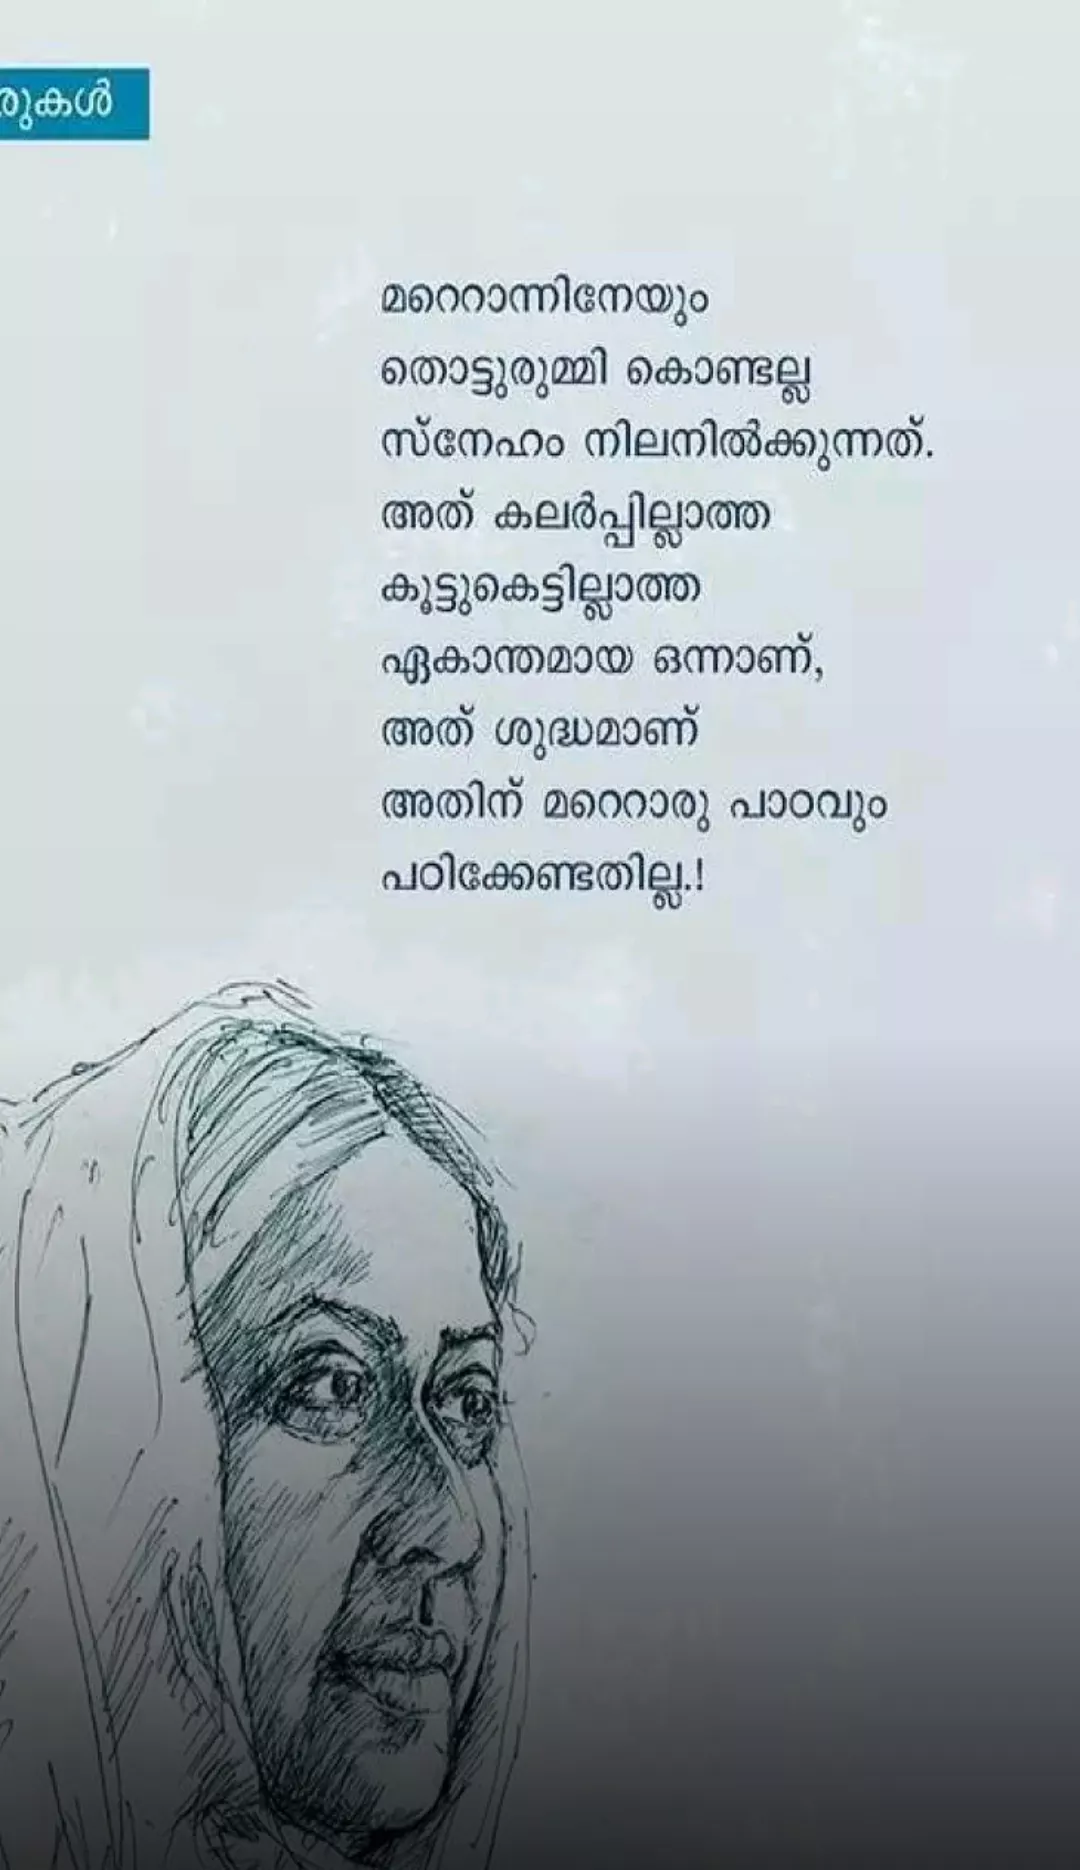 രുകൾ
മറെറാന്നിനേയും
തൊട്ടുരുമ്മി കൊണ്ടല്ല
സ്നേഹം നിലനിൽക്കുന്നത്.
അത് കലർപ്പില്ലാത്ത
കൂട്ടുകെട്ടില്ലാത്ത
ഏകാന്തമായ ഒന്നാണ്,
അത് ശുദ്ധമാണ്
അതിന് മറെറാരു പാഠവും
പഠിക്കേണ്ടതില്ല.!